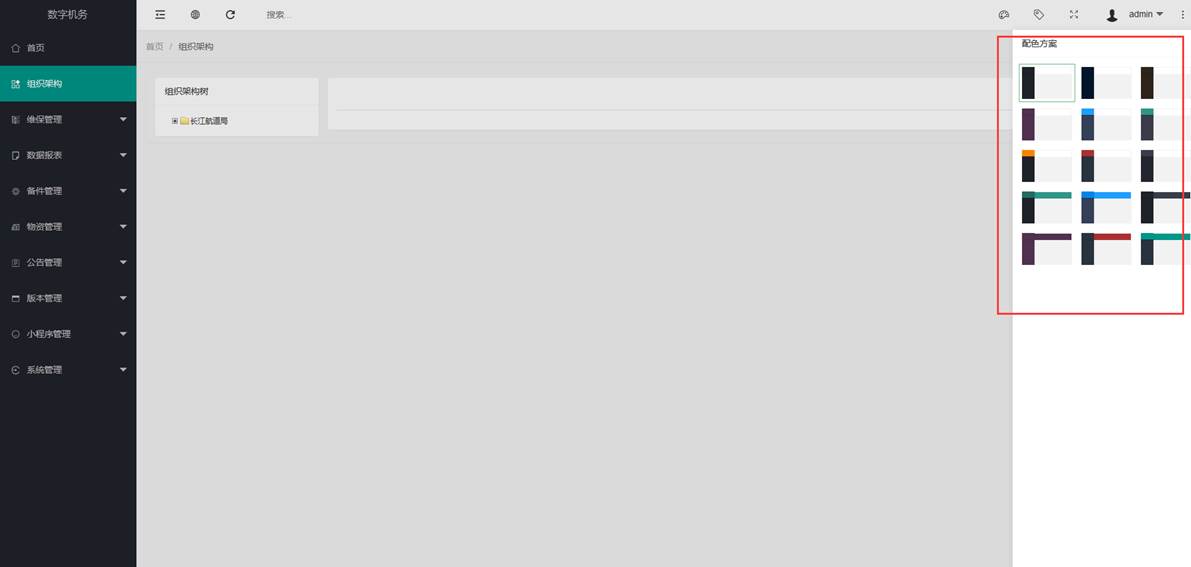 数字机务
搜索...
admin
首页
组织架构
维保管理
数据报表
备件管理
物资管理
公告管理
版本管理
小程序管理
系统管理
首页 / 组织架构
组织架构树
长江航道局
配色方案